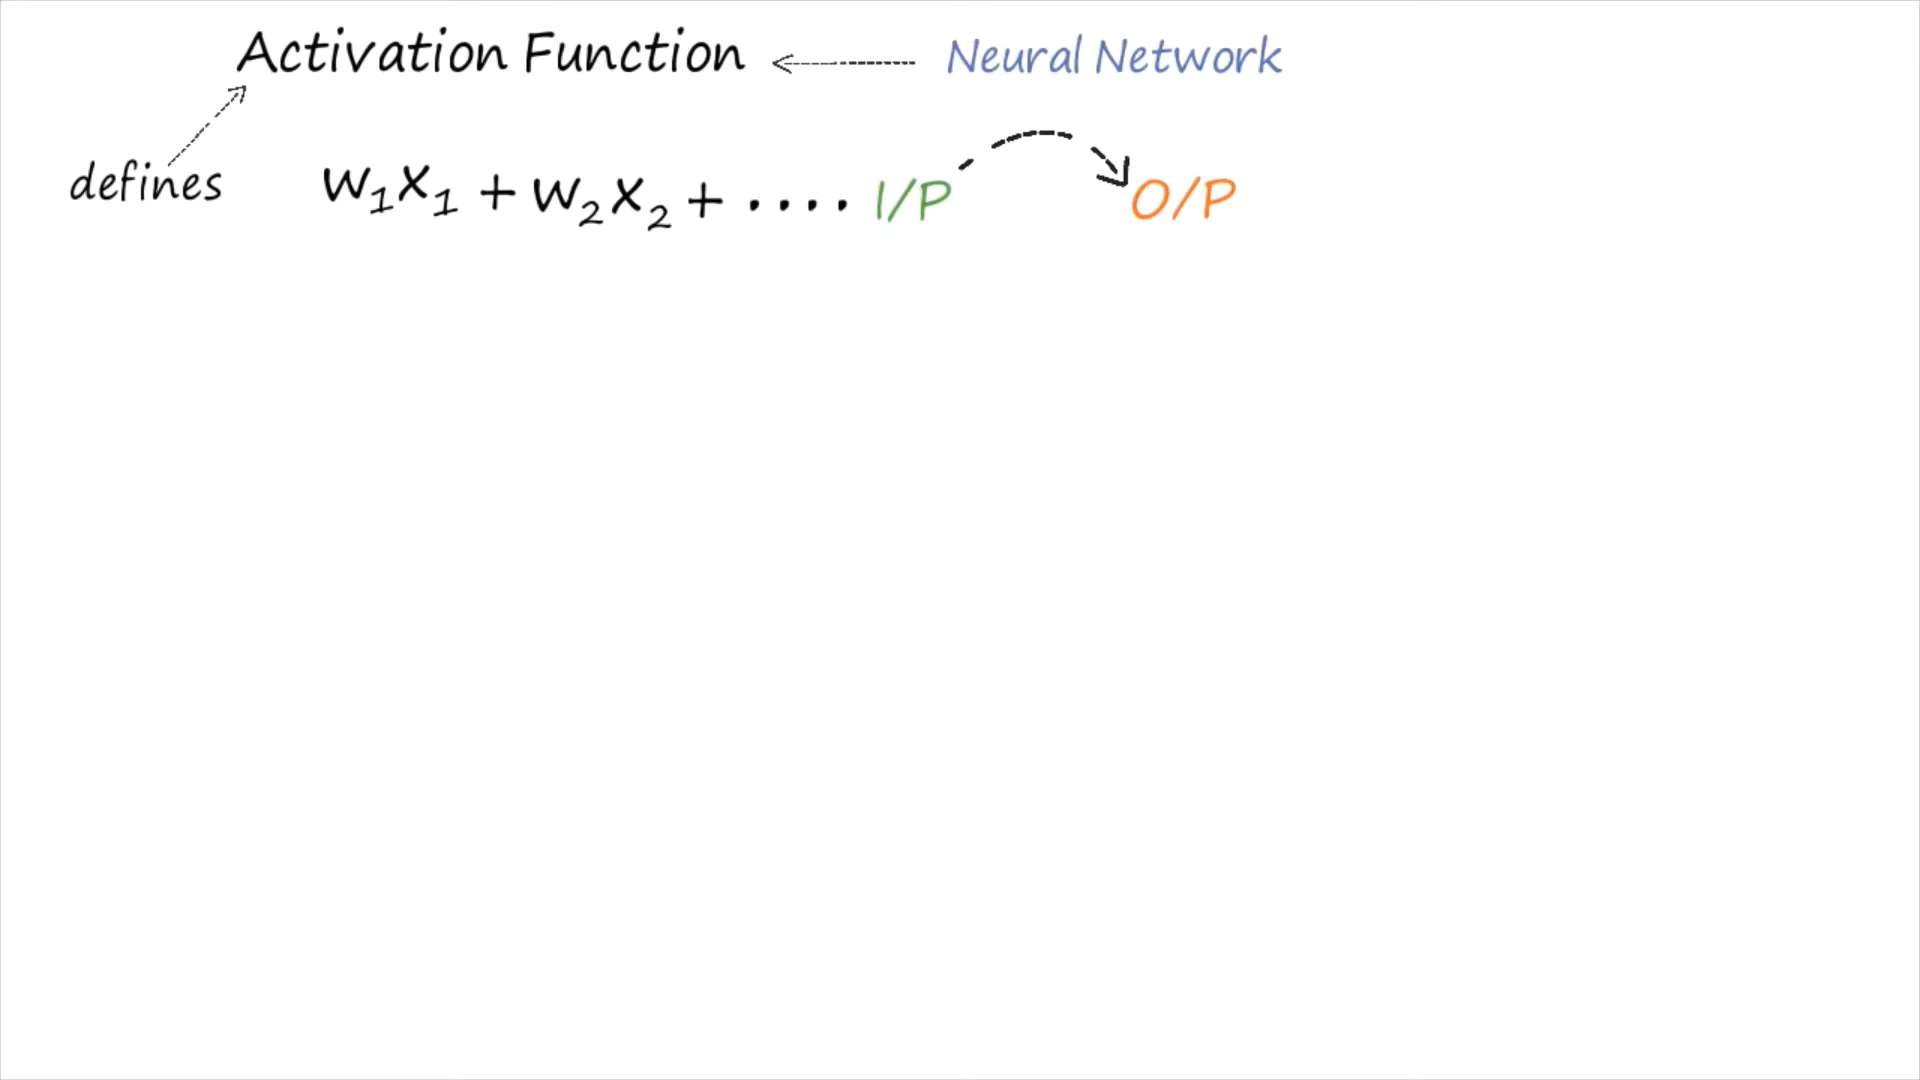 Activation Function Neural Network
defines W₁X₁ + W₂X₂ + .... I/P O/P